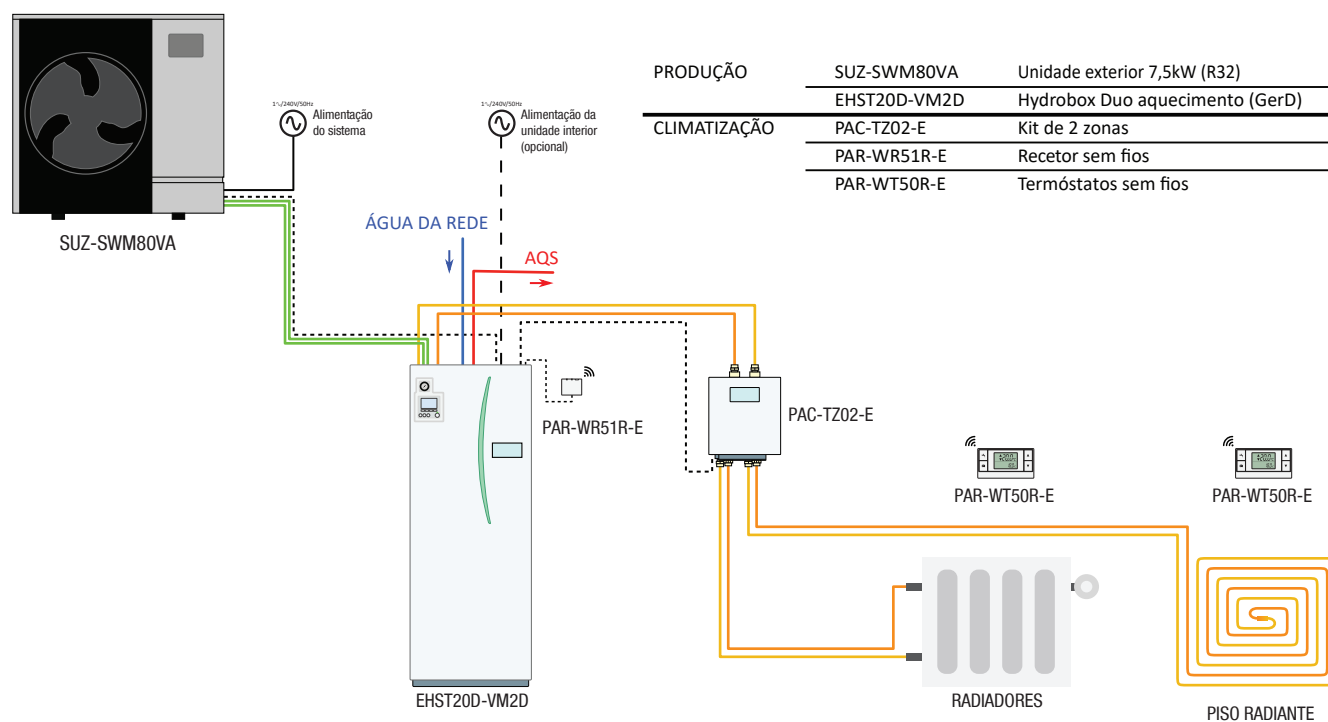 PRODUÇÃO SUZ-SWM80VA Unidade exterior 7,5kW (R32)
EHST20D-VM2D Hydrobox Duo aquecimento (GerD)
CLIMATIZAÇÃO PAC-TZ02-E Kit de 2 zonas
PAR-WR51R-E Recetor sem fios
PAR-WT50R-E Termóstatos sem fios
1~/240V/50Hz
Alimentação
do sistema
1~/240V/50Hz
Alimentação da
unidade interior
(opcional)
SUZ-SWM80VA
ÁGUA DA REDE
AQS
PAR-WR51R-E
PAC-TZ02-E
PAR-WT50R-E
PAR-WT50R-E
EHST20D-VM2D
RADIADORES
PISO RADIANTE